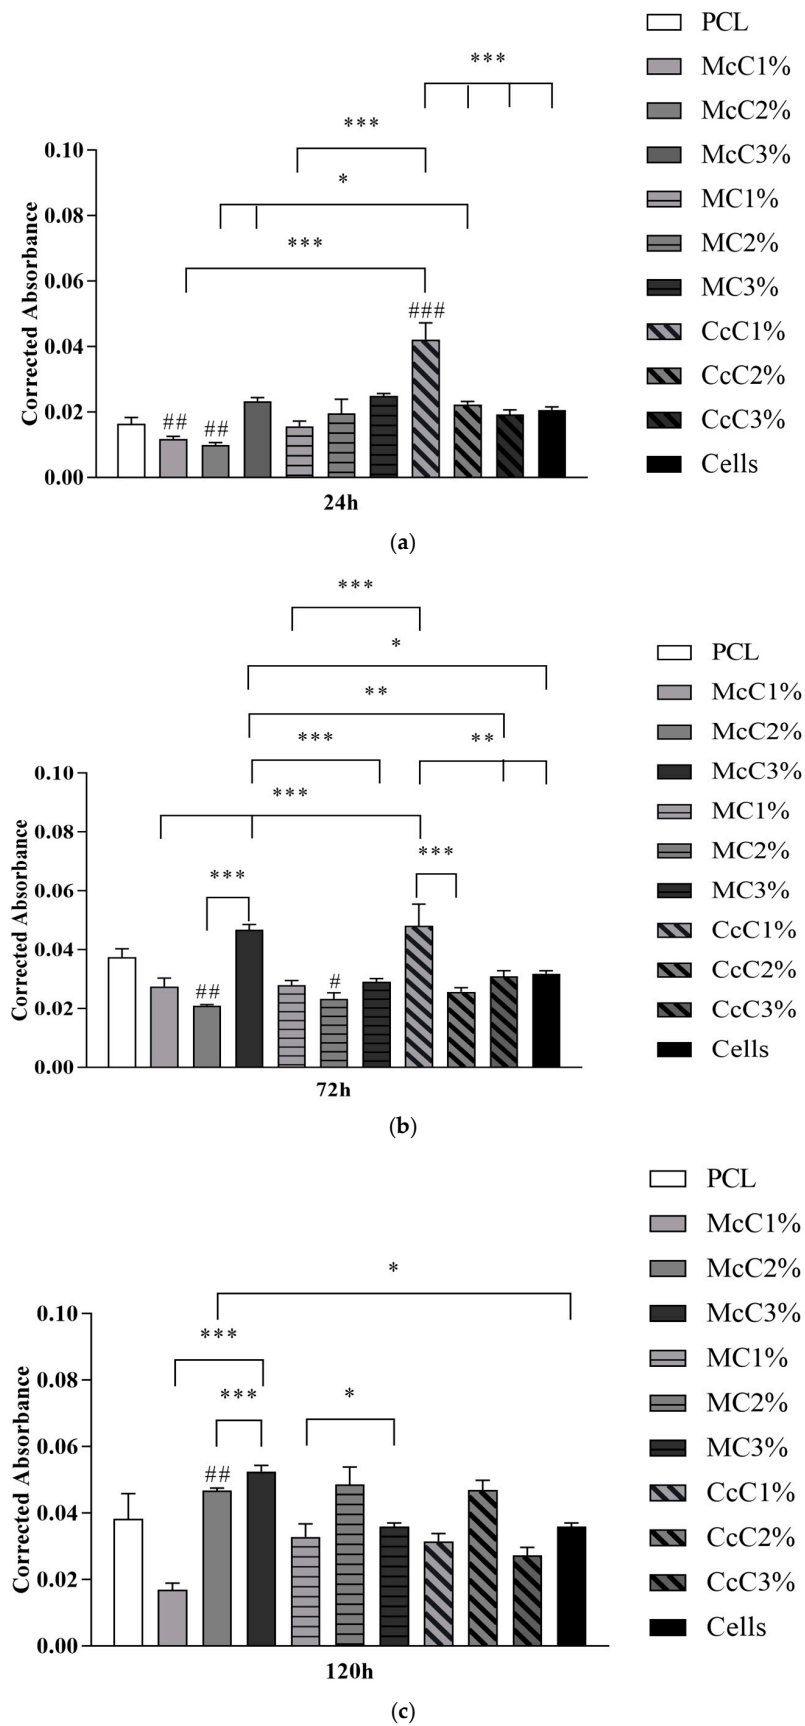 PCL
McC1%
McC2%
McC3%
MC1%
MC2%
MC3%
CcC1%
CcC2%
CcC3%
Cells
***
***
*
***
###
##
##
Corrected Absorbance
0.10
0.08
0.06
0.04
0.02
0.00
24h
(a)
PCL
McC1%
McC2%
McC3%
MC1%
MC2%
MC3%
CcC1%
CcC2%
CcC3%
Cells
***
*
**
***
**
***
***
***
##
#
Corrected Absorbance
0.10
0.08
0.06
0.04
0.02
0.00
72h
(b)
PCL
McC1%
McC2%
McC3%
MC1%
MC2%
MC3%
CcC1%
CcC2%
CcC3%
Cells
*
***
***
*
##
Corrected Absorbance
0.10
0.08
0.06
0.04
0.02
0.00
120h
(c)